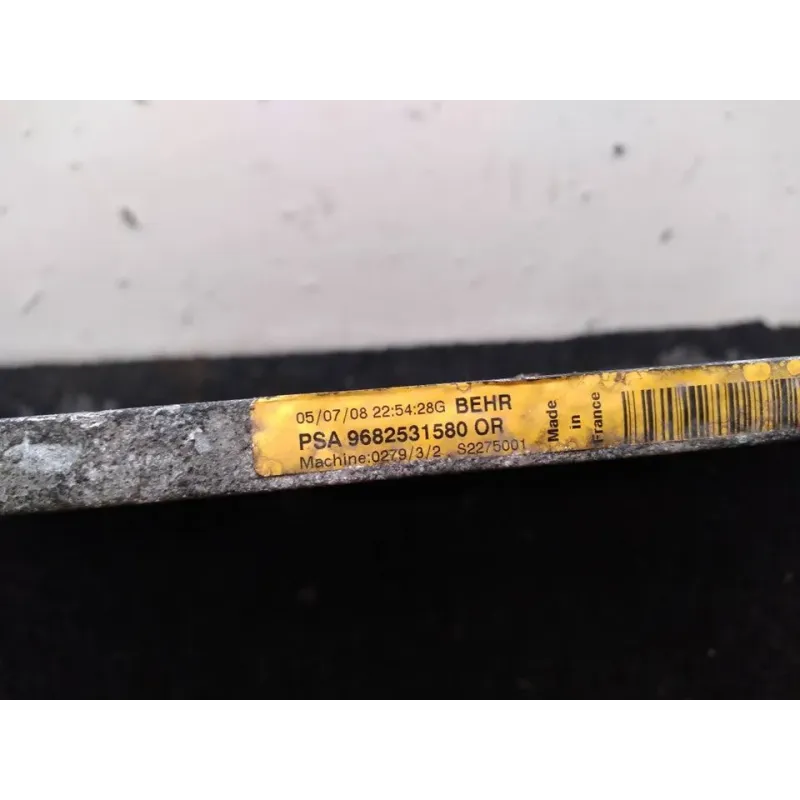 05/07/08 22:54:28G BEHR
PSA 9682531580 OR
Machine:0279/3/2 S2275001
Made
in
France